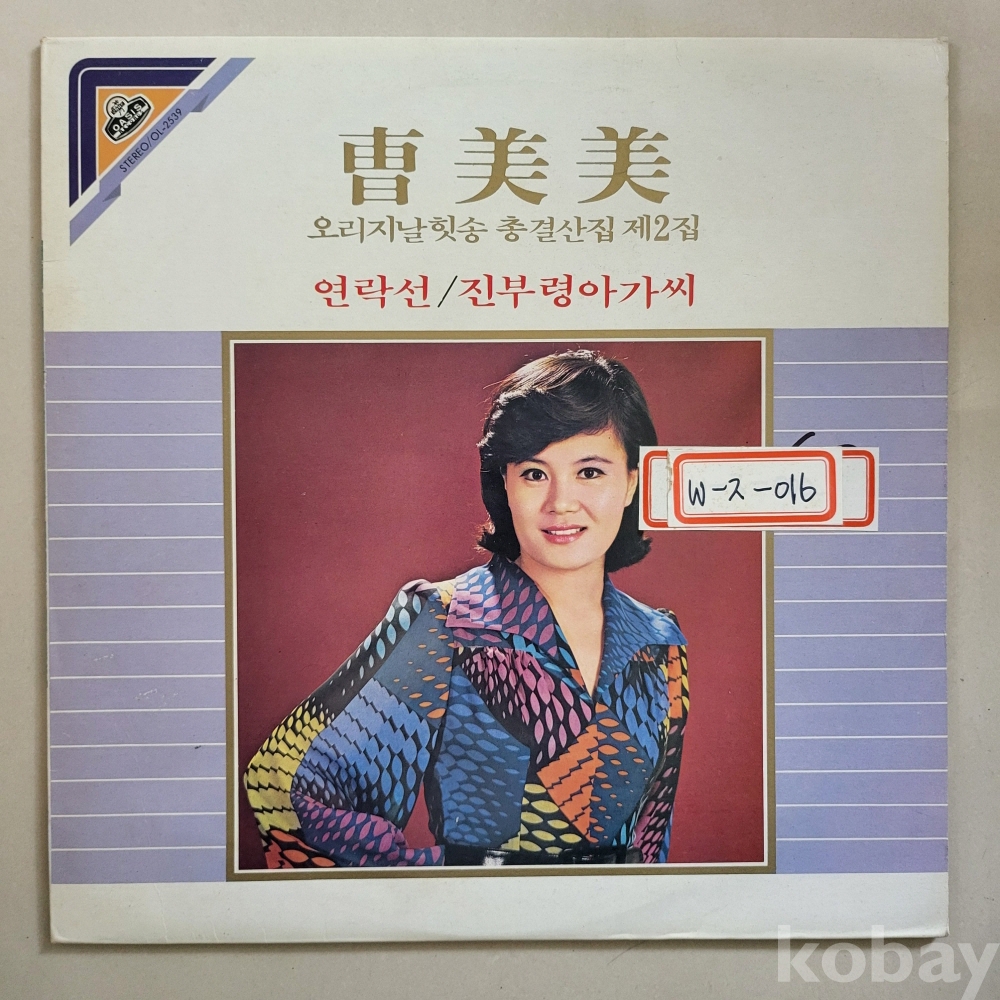 OASIS
STEREO/OL-2539
曺美美
오리지날힛송 총결산집 제2집
연락선/진부령아가씨
W-ㅈ-016
kobay